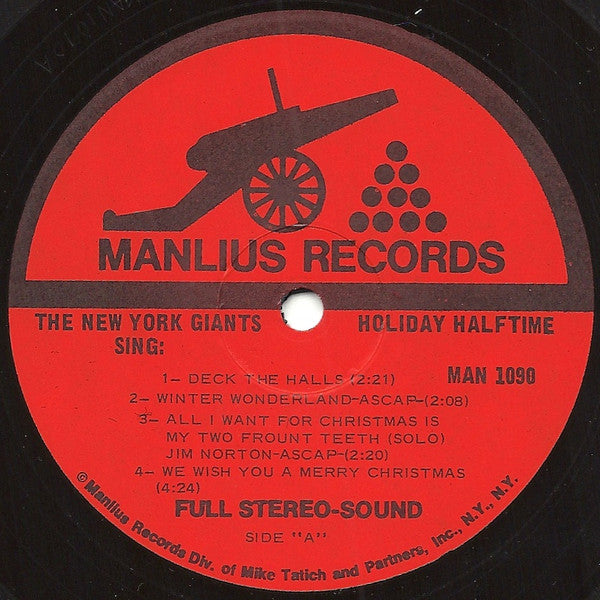 MANLIUS RECORDS
THE NEW YORK GIANTS
SING:
HOLIDAY HALFTIME
MAN 1090
1— DECK THE HALLS (2:21)
2— WINTER WONDERLAND-ASCAP-(2:08)
3— ALL I WANT FOR CHRISTMAS IS
MY TWO FROUNT TEETH (SOLO)
JIM NORTON-ASCAP-(2:20)
4— WE WISH YOU A MERRY CHRISTMAS
(4:24)
FULL STEREO-SOUND
SIDE "A"
©Manlius Records Div. of Mike Tatich and Partners, Inc., N.Y., N.Y.